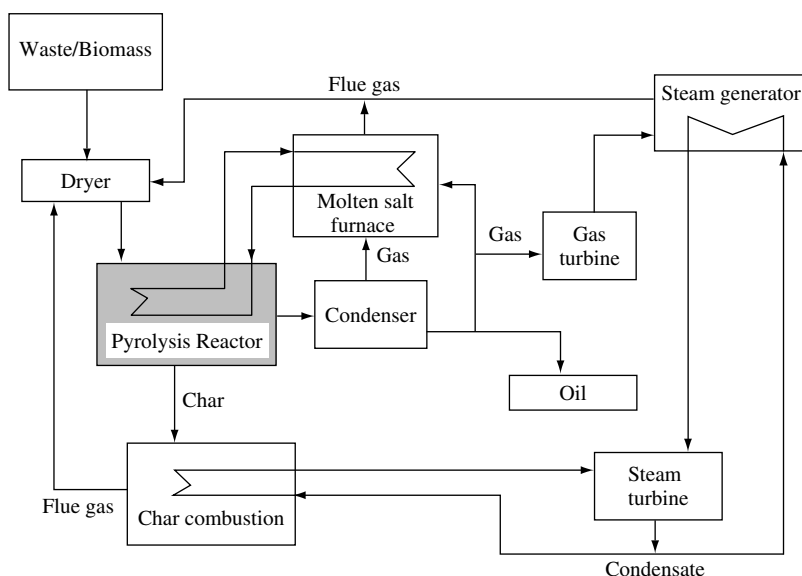 Waste/Biomass
Flue gas
Steam generator
Dryer
Molten salt
furnace
Gas
Gas
turbine
Gas
Condenser
Pyrolysis Reactor
Oil
Char
Steam
turbine
Flue gas
Char combustion
Condensate